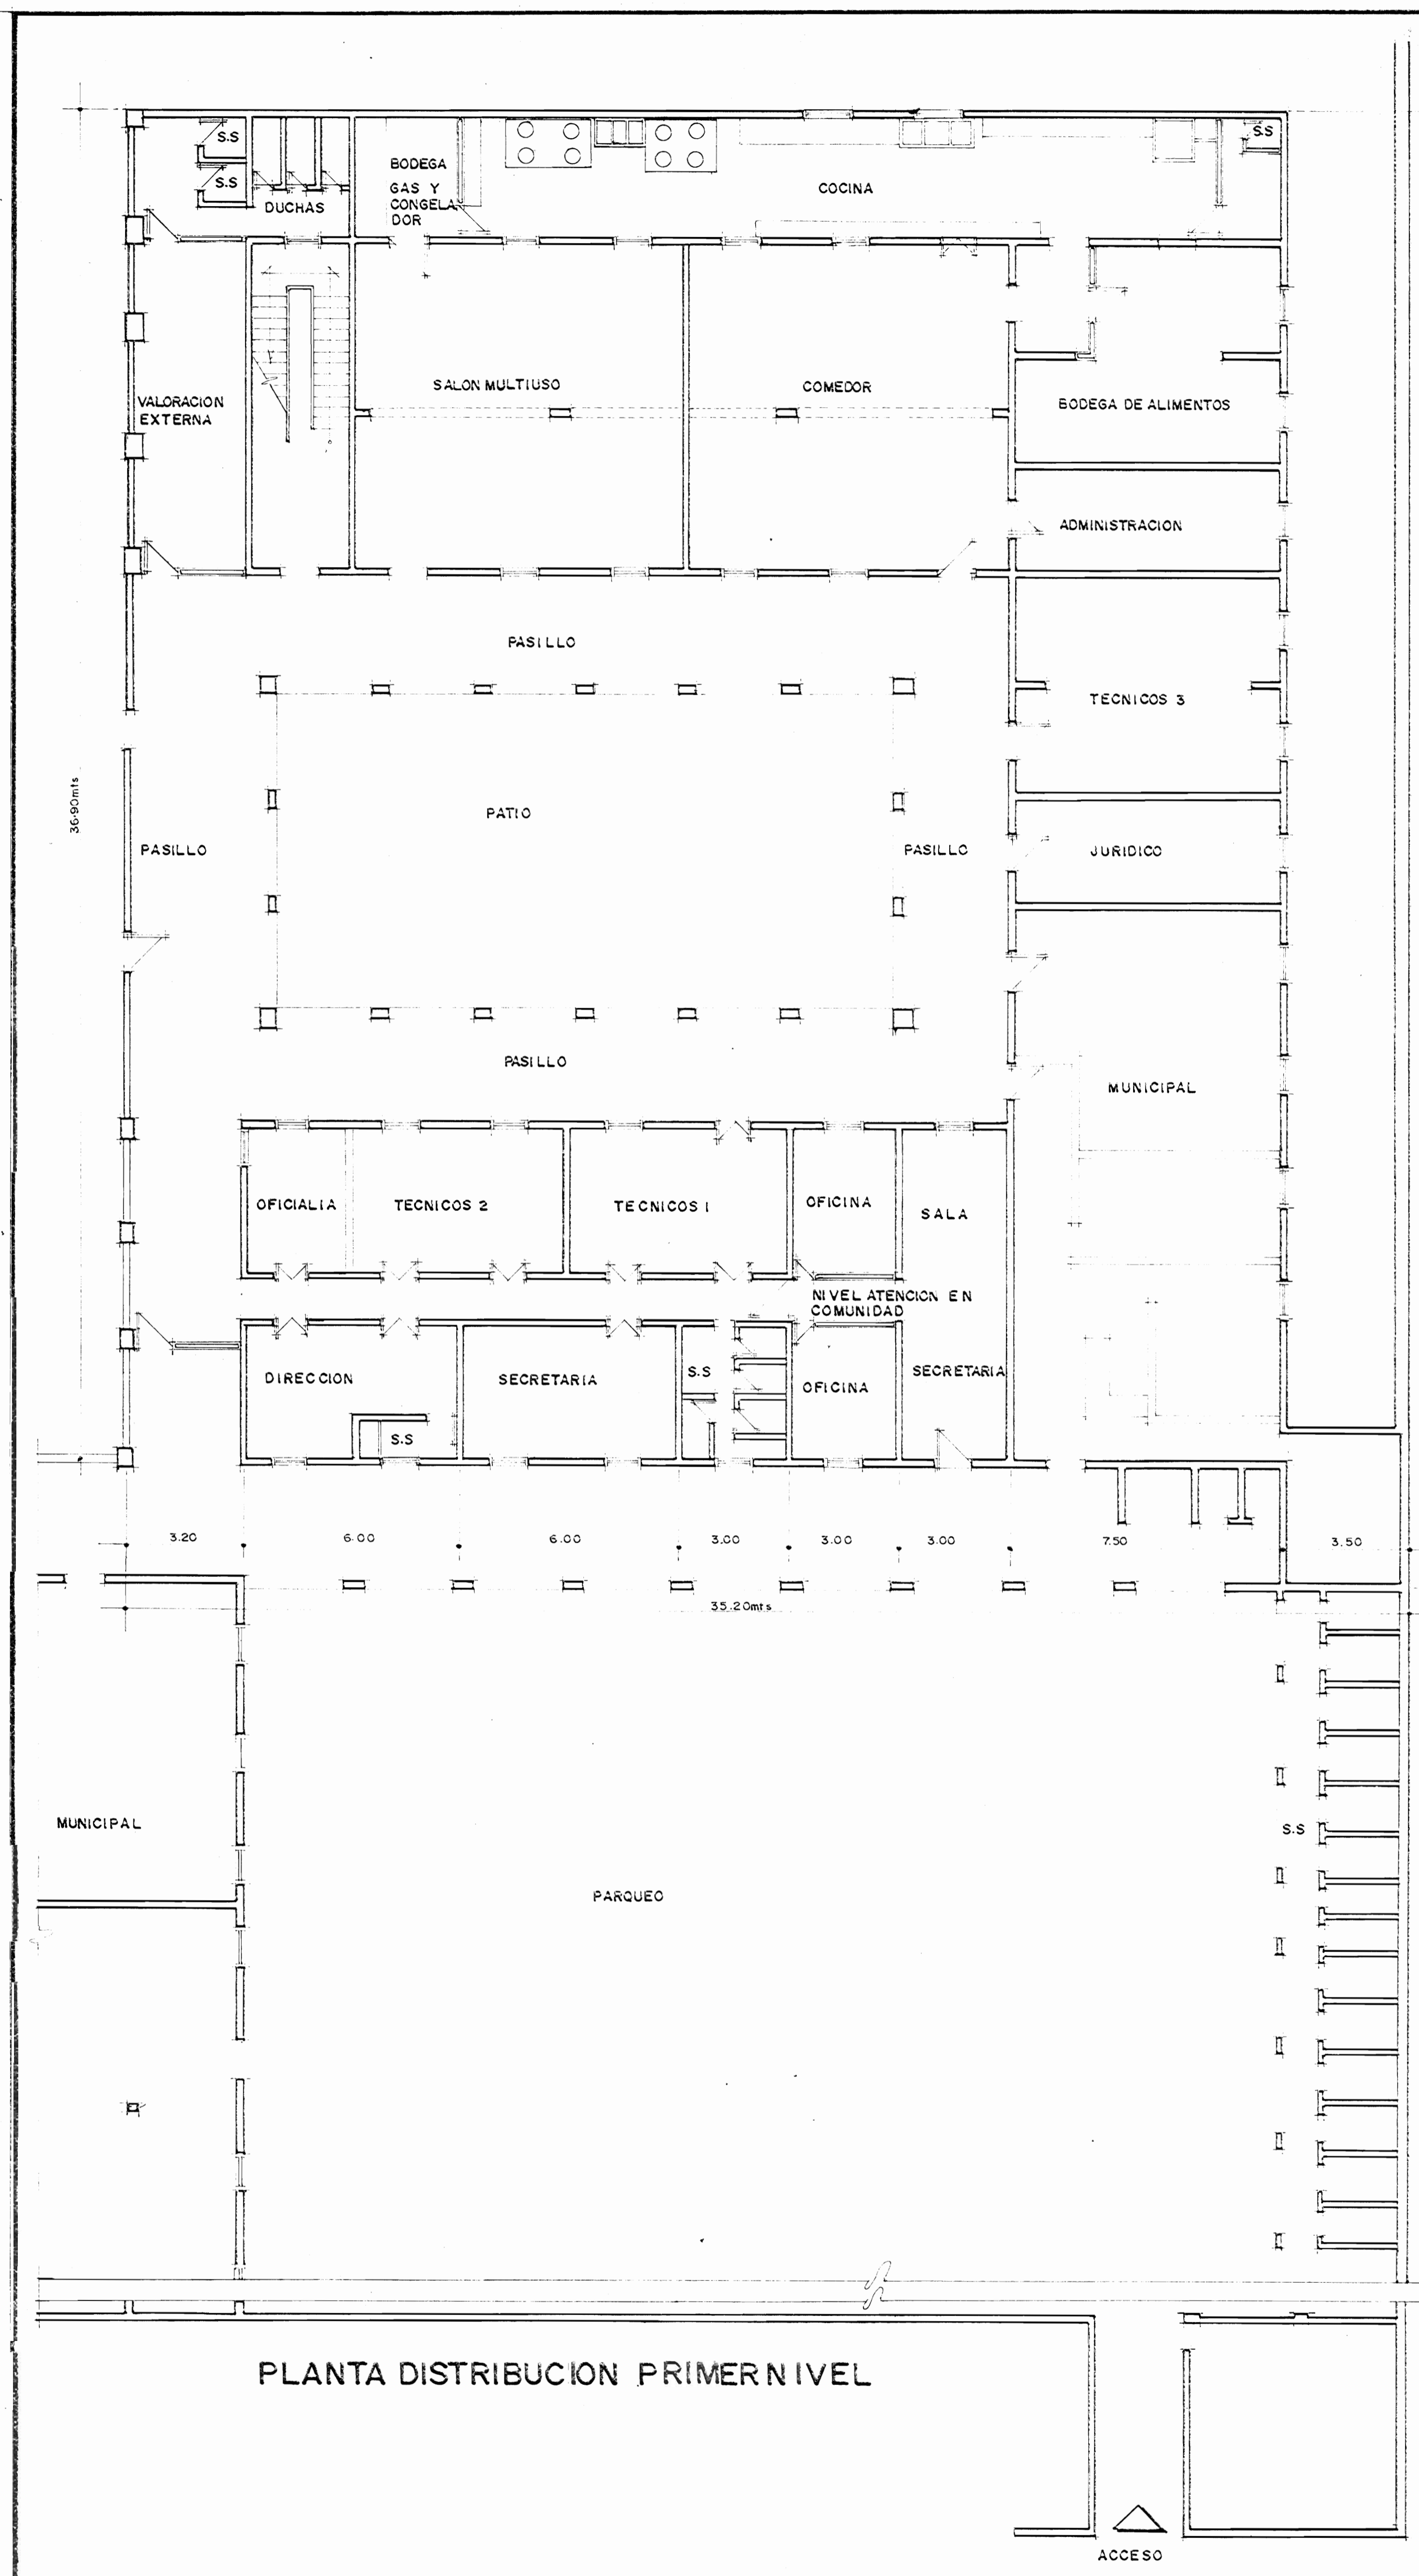 S.S
S.S
DUCHAS
BODEGA
GAS Y
CONGELA
DOR
COCINA
S.S
VALORACION
EXTERNA
SALON MULTIUSO
COMEDOR
BODEGA DE ALIMENTOS
ADMINISTRACION
PASILLO
TECNICOS 3
36.90mts
PATIO
PASILLO
PASILLO
JURIDICO
PASILLO
MUNICIPAL
OFICIALIA
TECNICOS 2
TECNICOS 1
OFICINA
SALA
NIVEL ATENCION EN
COMUNIDAD
DIRECCION
SECRETARIA
S.S
OFICINA
SECRETARIA
S.S
3.20
6.00
6.00
3.00
3.00
3.00
7.50
3.50
35.20mts
MUNICIPAL
S.S
PARQUEO
PLANTA DISTRIBUCION PRIMER NIVEL
ACCESO